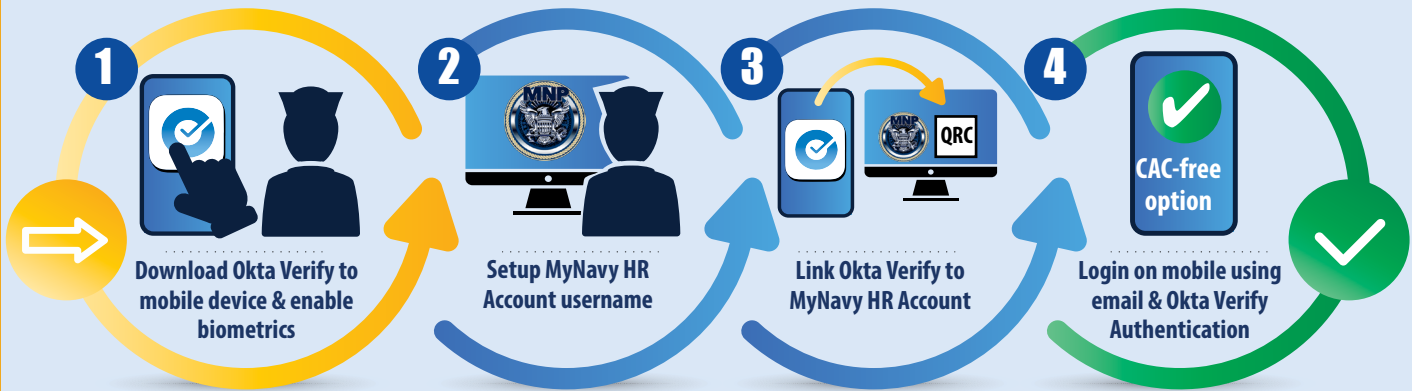 1
MNP
Download Okta Verify to
mobile device & enable
biometrics
2
MNP
Setup MyNavy HR
Account username
3
MNP
QRC
Link Okta Verify to
MyNavy HR Account
4
CAC-free
option
Login on mobile using
email & Okta Verify
Authentication